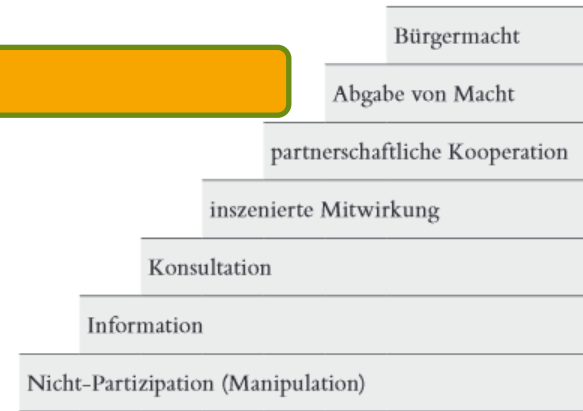 Bürgermacht
Abgabe von Macht
partnerschaftliche Kooperation
inszenierte Mitwirkung
Konsultation
Information
Nicht-Partizipation (Manipulation)